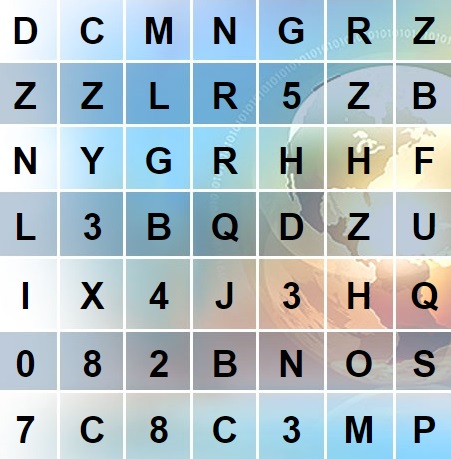 D C M N G R Z
Z Z L R 5 Z B
N Y G R H H F
L 3 B Q D Z U
I X 4 J 3 H Q
0 8 2 B N O S
7 C 8 C 3 M P